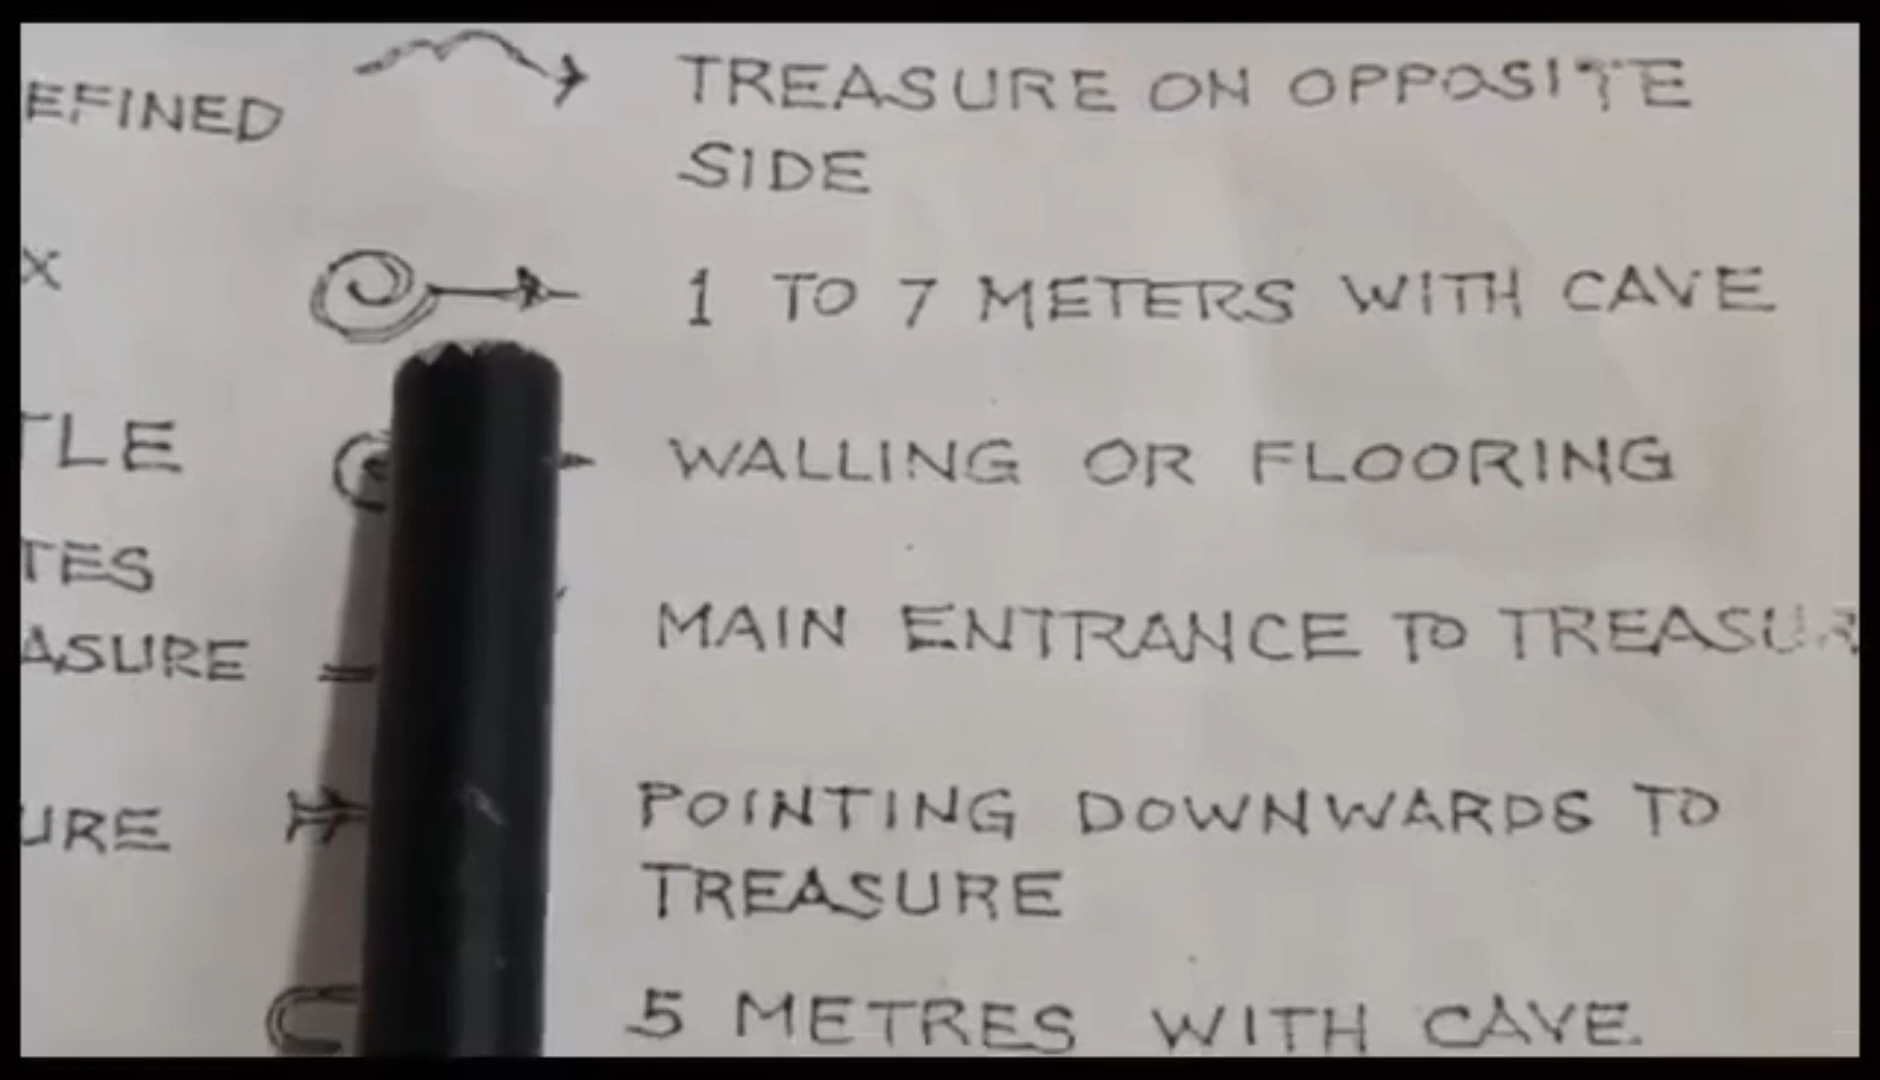 EFINED
TREASURE ON OPPOSITE
SIDE
X
1 TO 7 METERS WITH CAVE
TLE
WALLING OR FLOORING
TES
MAIN ENTRANCE TO TREASUR
ASURE
URE
POINTING DOWNWARDS TO
TREASURE
5 METRES WITH CAVE.